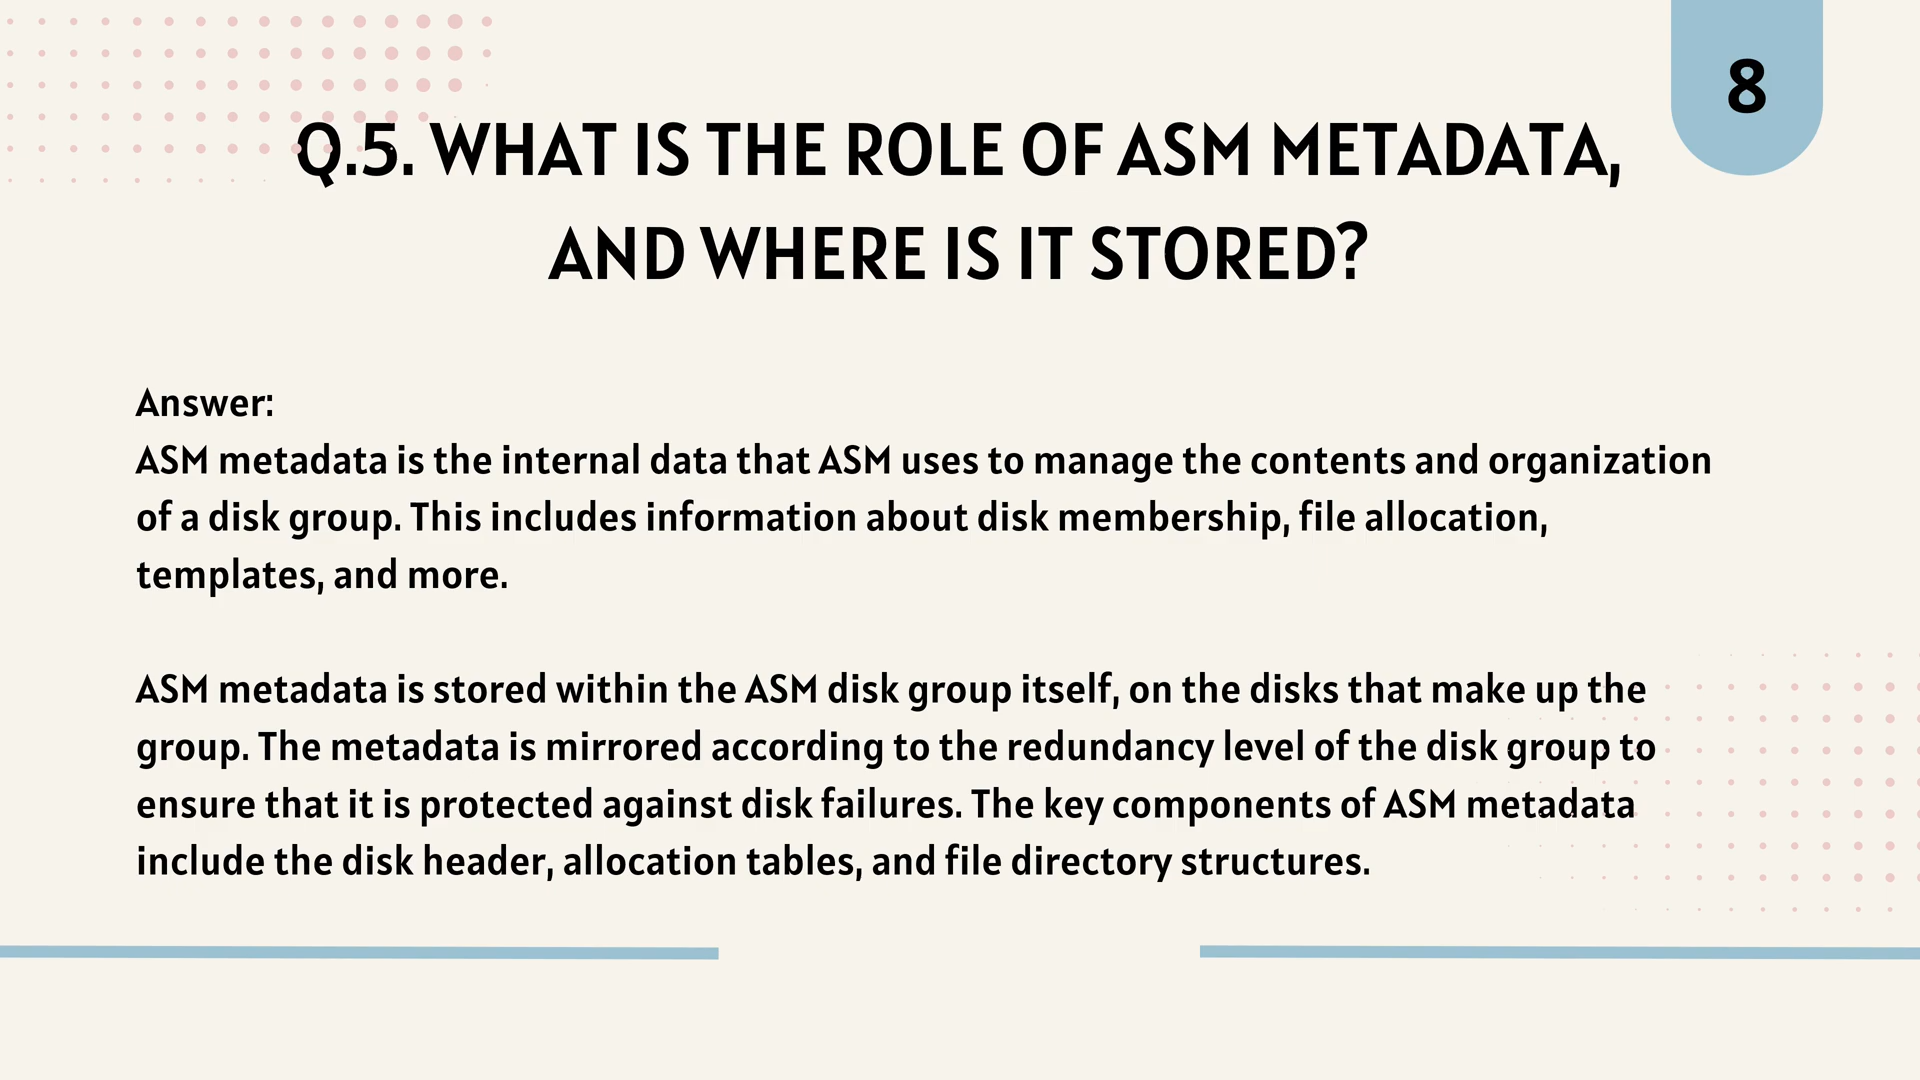 8
Q.5. WHAT IS THE ROLE OF ASM METADATA,
AND WHERE IS IT STORED?
Answer:
ASM metadata is the internal data that ASM uses to manage the contents and organization
of a disk group. This includes information about disk membership, file allocation,
templates, and more.
ASM metadata is stored within the ASM disk group itself, on the disks that make up the
group. The metadata is mirrored according to the redundancy level of the disk group to
ensure that it is protected against disk failures. The key components of ASM metadata
include the disk header, allocation tables, and file directory structures.